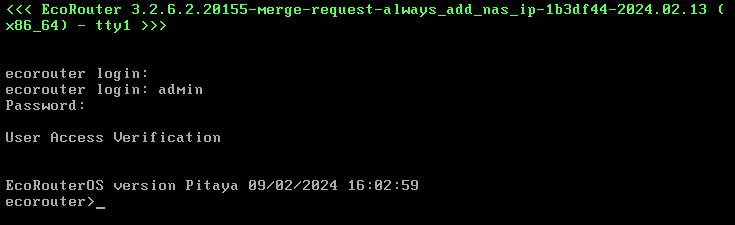 <<< EcoRouter 3.2.6.2.20155-merge-request-always_add_nas_ip-1b3df44-2024.02.13 (
x86_64) - tty1 >>>
ecorouter login:
ecorouter login: admin
Password:
User Access Verification
EcoRouterOS version Pitaya 09/02/2024 16:02:59
ecorouter>_